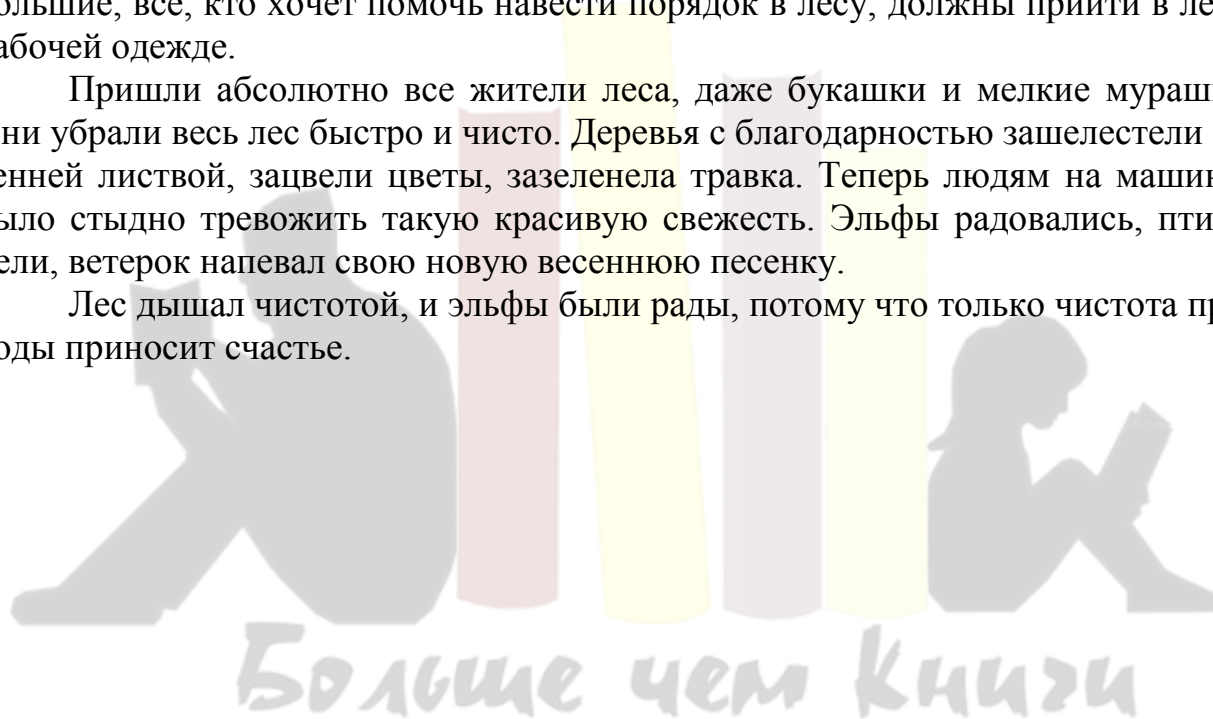 ольшие, все, кто хочет помочь навести порядок в лесу, должны прийти в ле
абочей одежде.
Пришли абсолютно все жители леса, даже букашки и мелкие мураш
ни убрали весь лес быстро и чисто. Деревья с благодарностью зашелестели
енней листвой, зацвели цветы, зазеленела травка. Теперь людям на машин
ыло стыдно тревожить такую красивую свежесть. Эльфы радовались, пти
ели, ветерок напевал свою новую весеннюю песенку.
Лес дышал чистотой, и эльфы были рады, потому что только чистота пр
оды приносит счастье.
Больше чем Книги